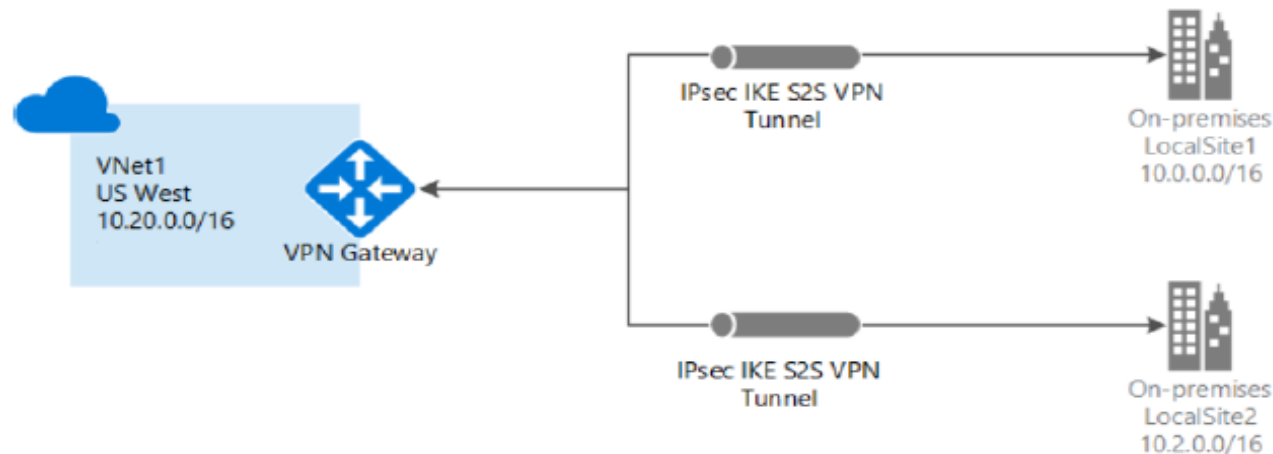 VNet1
US West
10.20.0.0/16
VPN Gateway
IPsec IKE S2S VPN
Tunnel
On-premises
LocalSite1
10.0.0.0/16
IPsec IKE S2S VPN
Tunnel
On-premises
LocalSite2
10.2.0.0/16